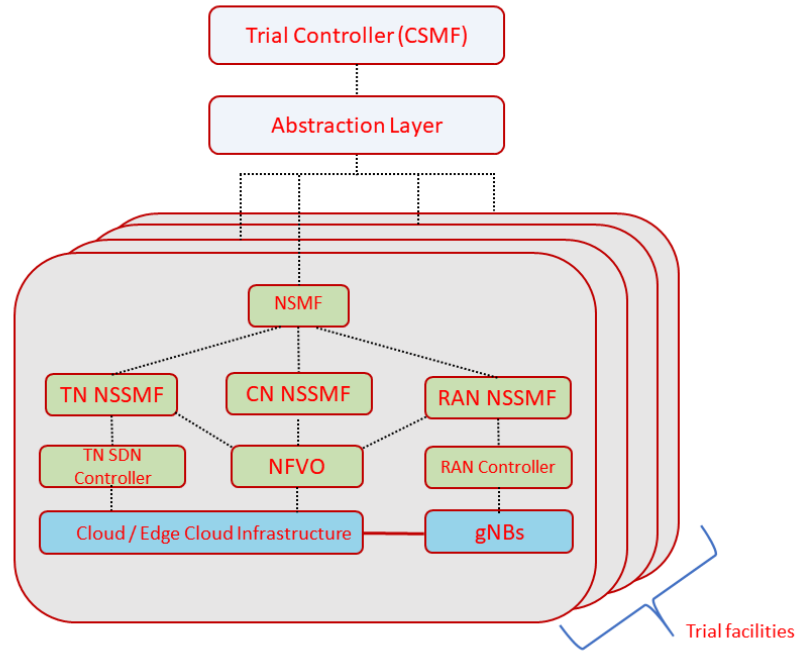 Trial Controller (CSMF)
Abstraction Layer
NSMF
TN NSSMF
CN NSSMF
RAN NSSMF
TN SDN
Controller
NFVO
RAN Controller
Cloud / Edge Cloud Infrastructure
gNBs
Trial facilities